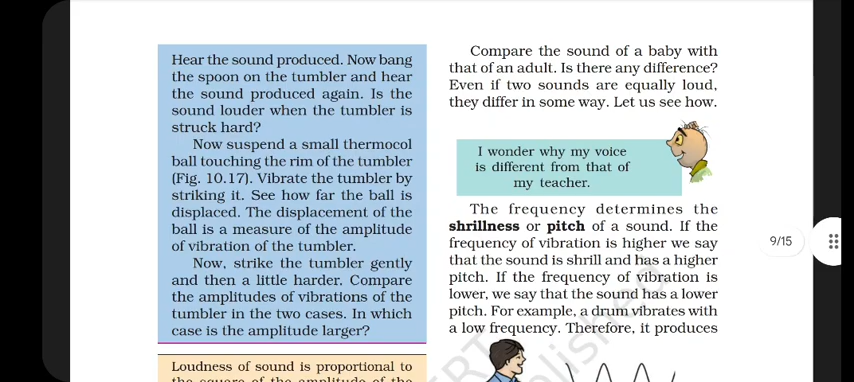 Hear the sound produced. Now bang
the spoon on the tumbler and hear
the sound produced again. Is the
sound louder when the tumbler is
struck hard?
Now suspend a small thermocol
ball touching the rim of the tumbler
(Fig. 10.17). Vibrate the tumbler by
striking it. See how far the ball is
displaced. The displacement of the
ball is a measure of the amplitude
of vibration of the tumbler.
Now, strike the tumbler gently
and then a little harder. Compare
the amplitudes of vibrations of the
tumbler in the two cases. In which
case is the amplitude larger?
Loudness of sound is proportional to
the square of the amplitude of the
Compare the sound of a baby with
that of an adult. Is there any difference?
Even if two sounds are equally loud,
they differ in some way. Let us see how.
I wonder why my voice
is different from that of
my teacher.
The frequency determines the
shrillness or pitch of a sound. If the
frequency of vibration is higher we say
that the sound is shrill and has a higher
pitch. If the frequency of vibration is
lower, we say that the sound has a lower
pitch. For example, a drum vibrates with
a low frequency. Therefore, it produces
9/15